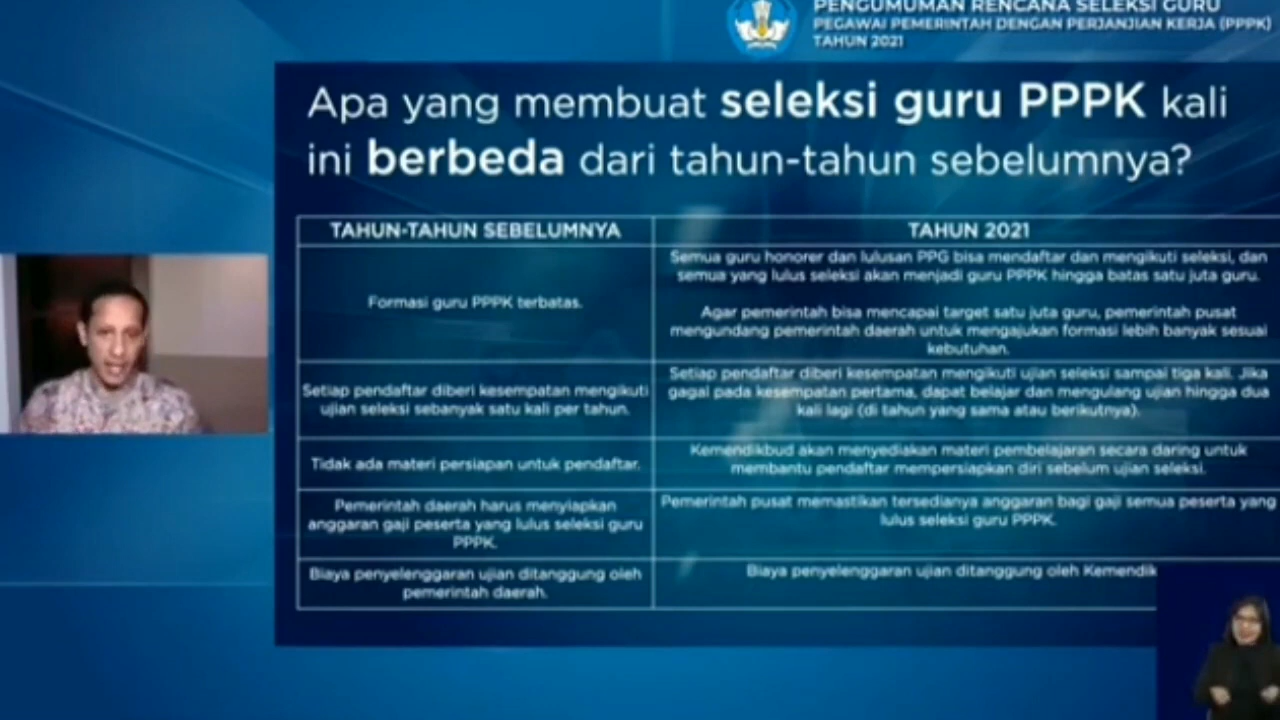 PENGUMUMAN RENCANA SELEKSI GURU
PEGAWAI PEMERINTAH DENGAN PERJANJIAN KERJA (PPPK)
TAHUN 2021
Apa yang membuat seleksi guru PPPK kali
ini berbeda dari tahun-tahun sebelumnya?
TAHUN-TAHUN SEBELUMNYA
TAHUN 2021
Formasi guru PPPK terbatas.
Semua guru honorer dan lulusan PPG bisa mendaftar dan mengikuti seleksi, dan
semua yang lulus seleksi akan menjadi guru PPPK hingga batas satu juta guru.
Agar pemerintah bisa mencapai target satu juta guru, pemerintah pusat
mengundang pemerintah daerah untuk mengajukan formasi lebih banyak sesuai
kebutuhan.
Setiap pendaftar diberi kesempatan mengikuti
ujian seleksi sebanyak satu kali per tahun.
Setiap pendaftar diberi kesempatan mengikuti ujian seleksi sampai tiga kali. Jika
gagal pada kesempatan pertama, dapat belajar dan mengulang ujian hingga dua
kali lagi (di tahun yang sama atau berikutnya).
Tidak ada materi persiapan untuk pendaftar.
Kemendikbud akan menyediakan materi pembelajaran secara daring untuk
membantu pendaftar mempersiapkan diri sebelum ujian seleksi.
Pemerintah daerah harus menyiapkan
anggaran gaji peserta yang lulus seleksi guru
PPPK.
Pemerintah pusat memastikan tersedianya anggaran bagi gaji semua peserta yang
lulus seleksi guru PPPK.
Biaya penyelenggaran ujian ditanggung oleh
pemerintah daerah.
Biaya penyelenggaran ujian ditanggung oleh Kemendik